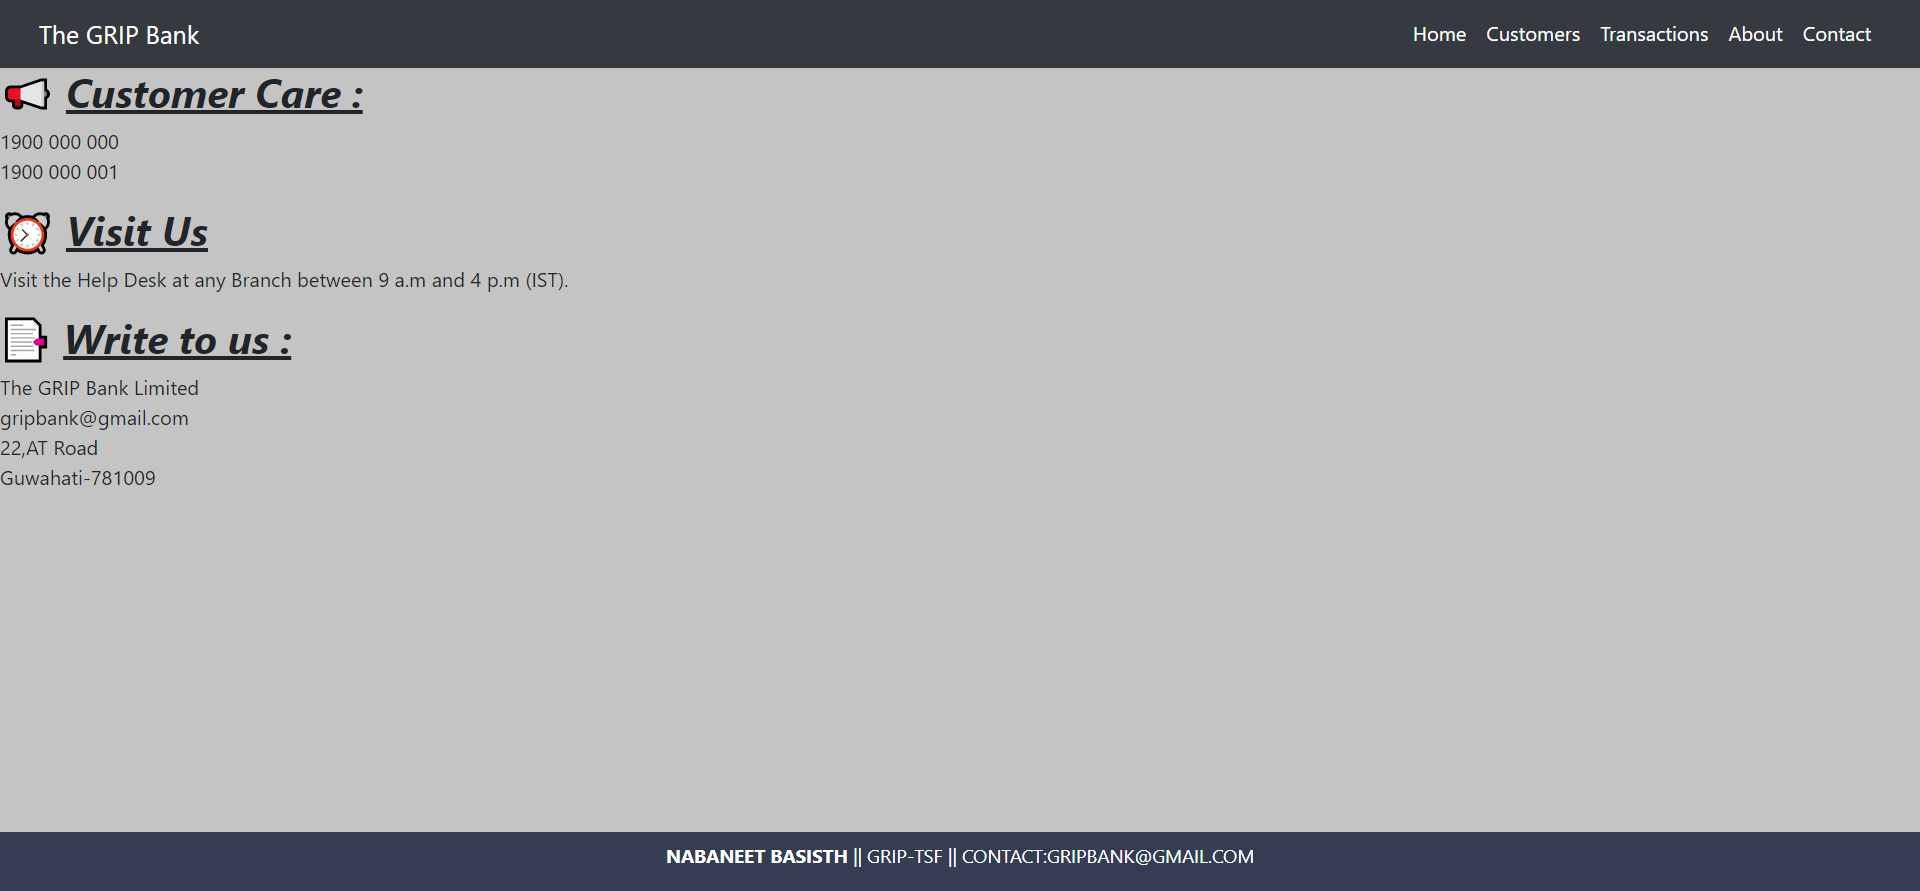 The GRIP Bank
Home Customers Transactions About Contact
Customer Care :
1900 000 000
1900 000 001
Visit Us
Visit the Help Desk at any Branch between 9 a.m and 4 p.m (IST).
Write to us :
The GRIP Bank Limited
gripbank@gmail.com
22,AT Road
Guwahati-781009
NABANEET BASISTH || GRIP-TSF || CONTACT:GRIPBANK@GMAIL.COM